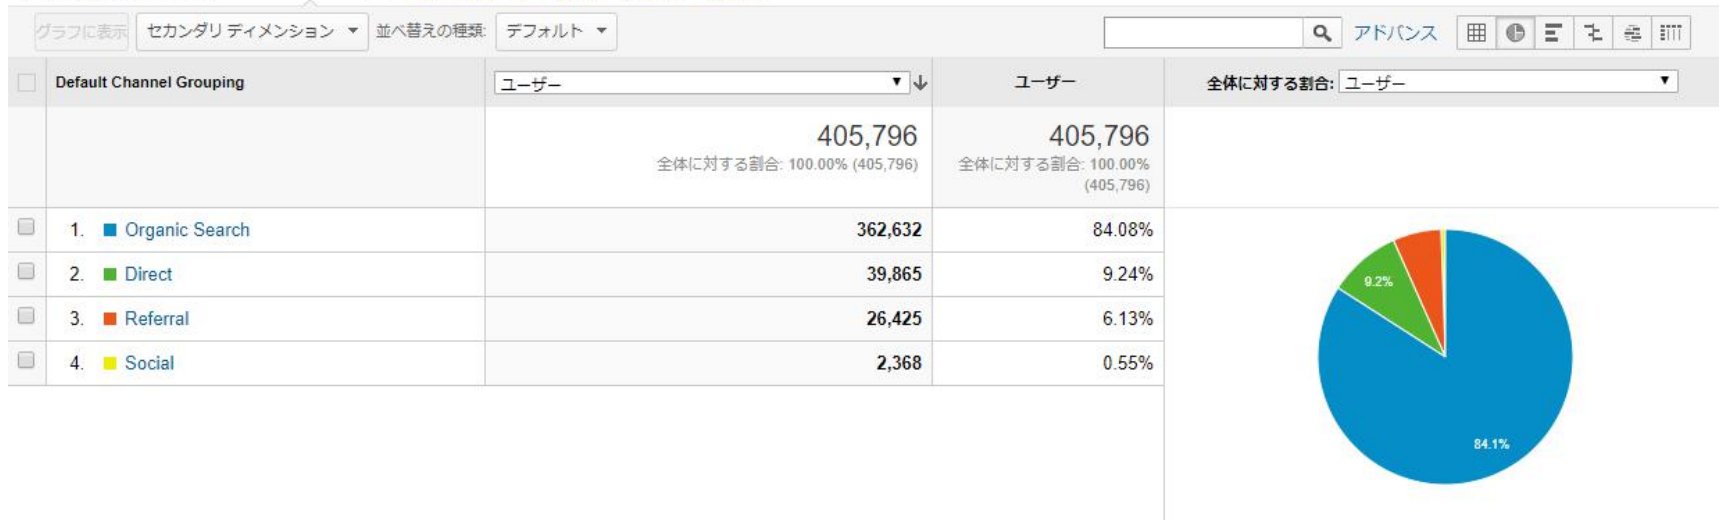 グラフに表示 セカンダリ ディメンション 並べ替えの種類: デフォルト アドバンス
Default Channel Grouping ユーザー ユーザー 全体に対する割合: ユーザー
405,796 405,796
全体に対する割合: 100.00% (405,796) 全体に対する割合: 100.00%
(405,796)
1. Organic Search 362,632 84.08%
2. Direct 39,865 9.24%
3. Referral 26,425 6.13%
4. Social 2,368 0.55%
9.2%
84.1%